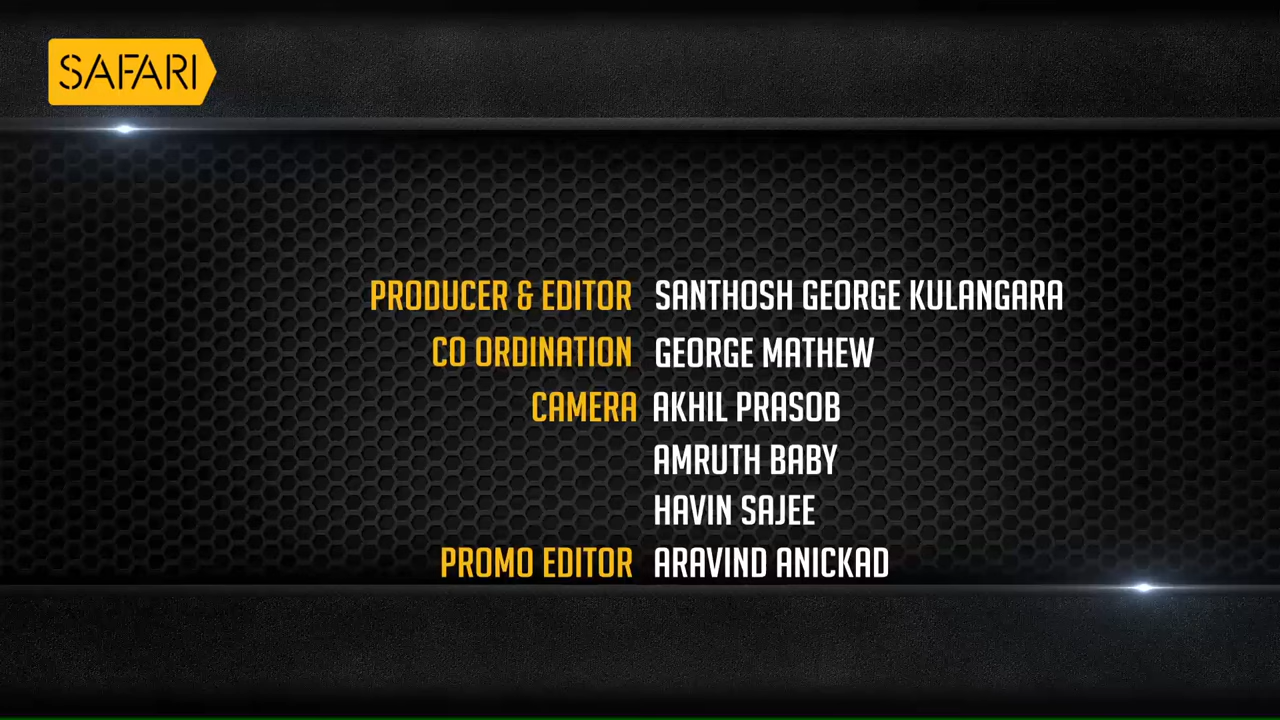 SAFARI
PRODUCER & EDITOR SANTHOSH GEORGE KULANGARA
CO ORDINATION GEORGE MATHEW
CAMERA AKHIL PRASOB
AMRUTH BABY
HAVIN SAJEE
PROMO EDITOR ARAVIND ANICKAD